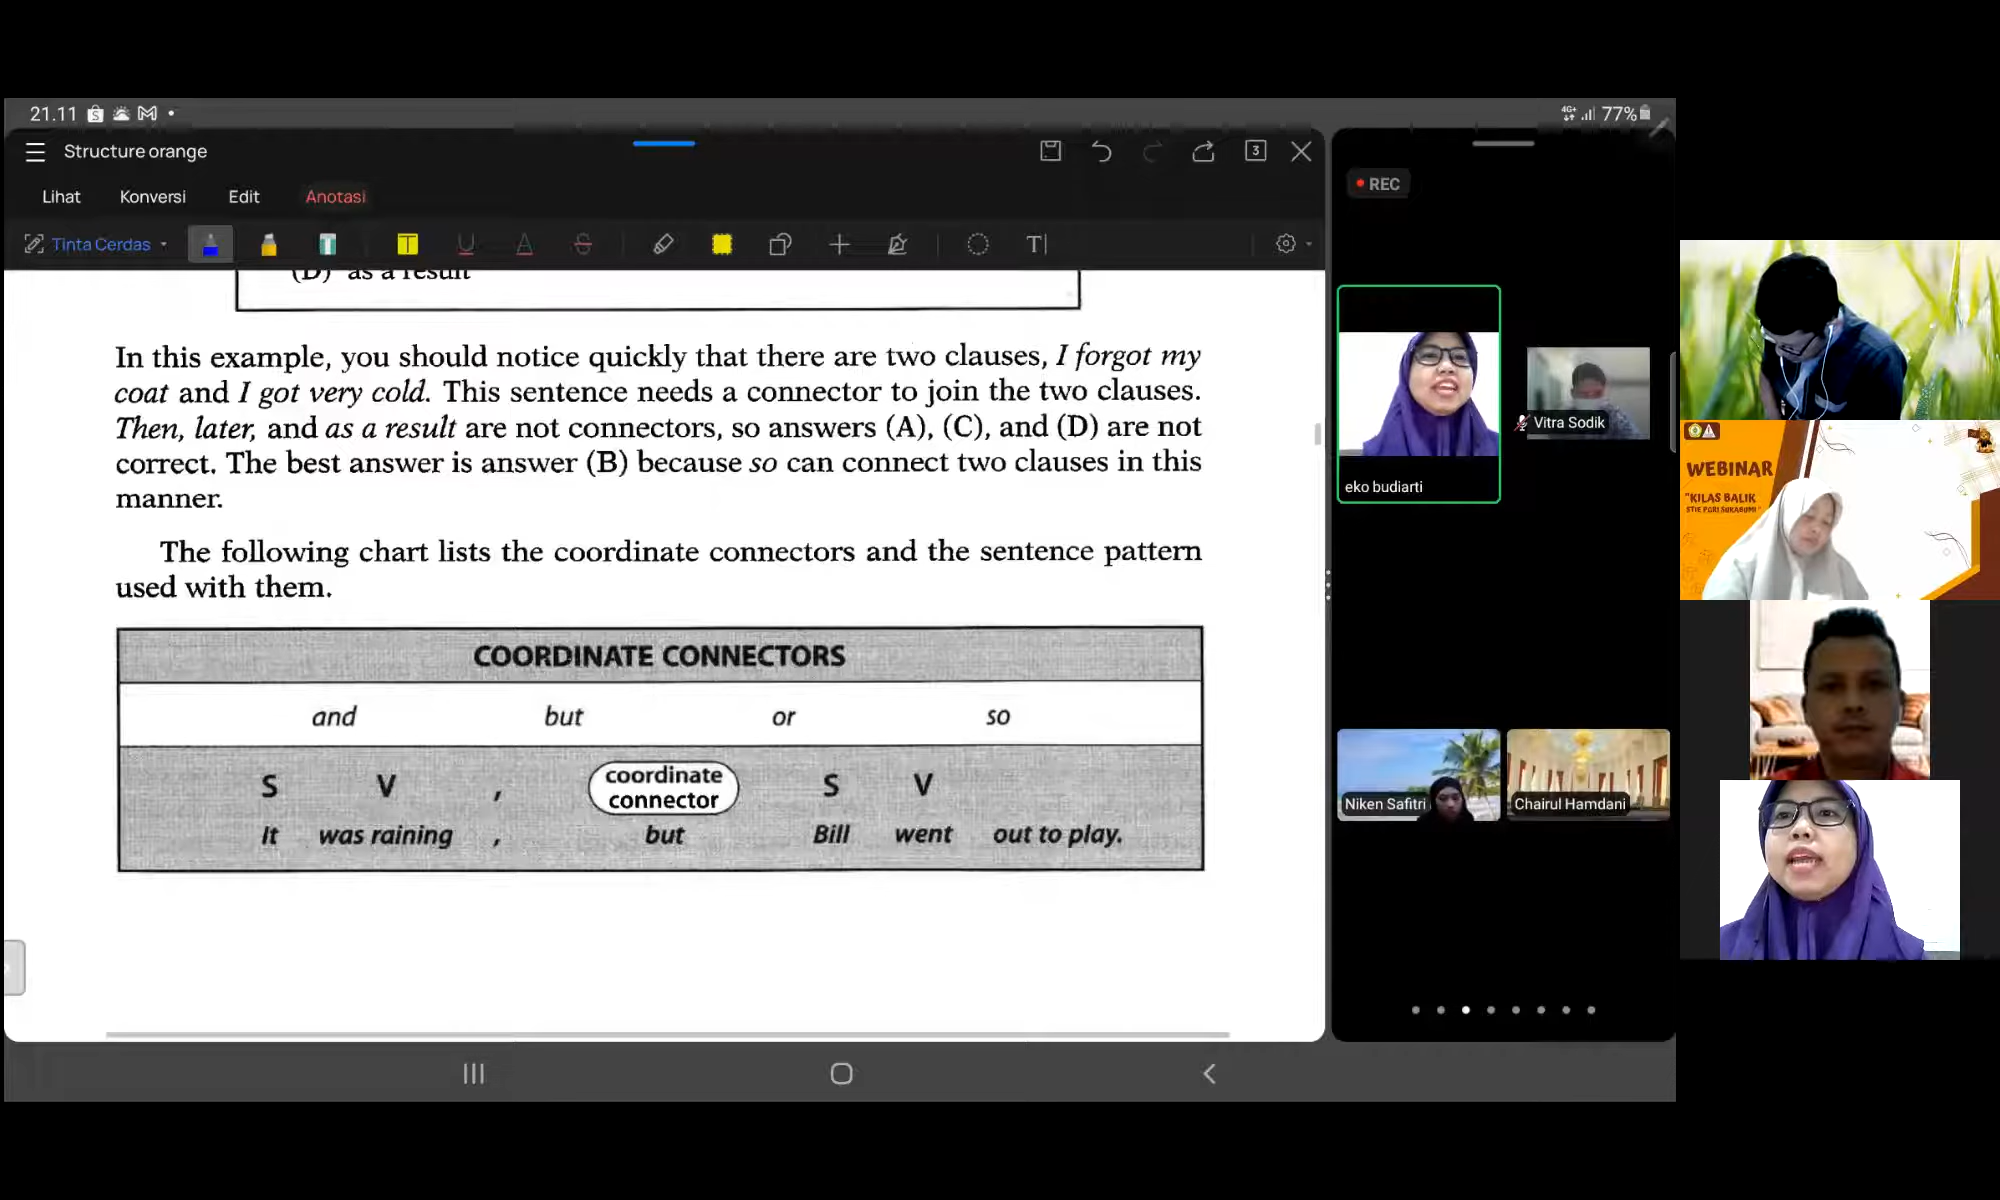 21.11
77%
Structure orange
3
Lihat Konversi Edit Anotasi
Tinta Cerdas
(D) as a result
In this example, you should notice quickly that there are two clauses, I forgot my
coat and I got very cold. This sentence needs a connector to join the two clauses.
Then, later, and as a result are not connectors, so answers (A), (C), and (D) are not
correct. The best answer is answer (B) because so can connect two clauses in this
manner.
The following chart lists the coordinate connectors and the sentence pattern
used with them.
COORDINATE CONNECTORS
and but or so
S V , coordinate connector S V
It was raining , but Bill went out to play.
REC
eko budiarti
Vitra Sodik
Niken Safitri
Chairul Hamdani
WEBINAR
"KILAS BALIK
STIE PGRI SUKABUMI"